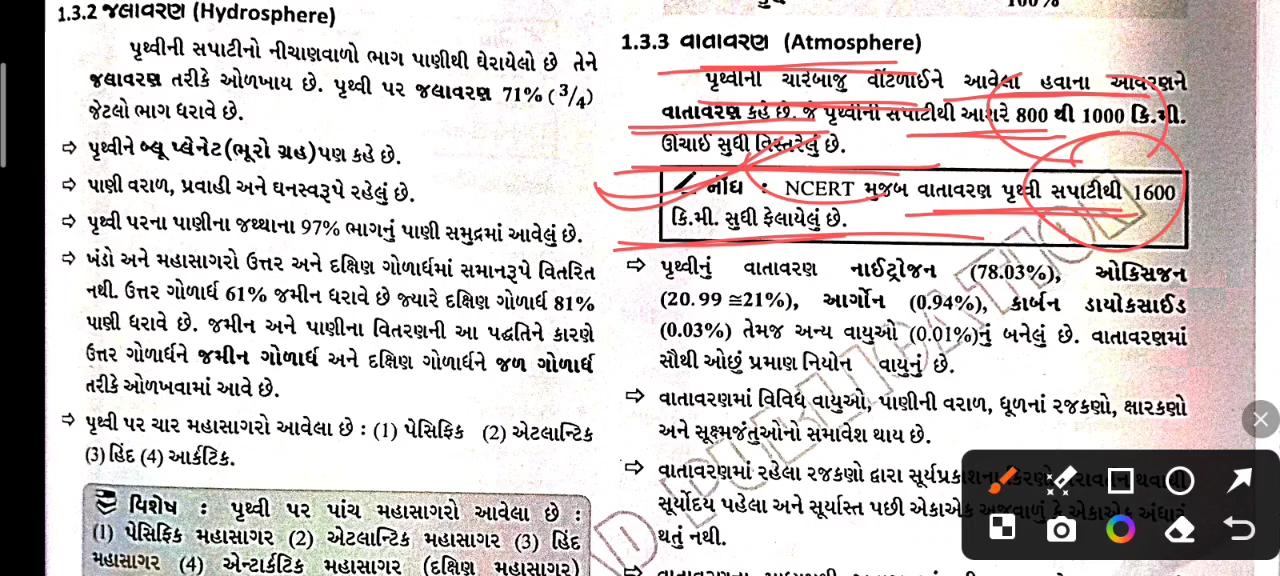 1.3.2 જલાવરણ (Hydrosphere)
પૃથ્વીની સપાટીનો નીચાણવાળો ભાગ પાણીથી ઘેરાયેલો છે તેને
જલાવરણ તરીકે ઓળખાય છે. પૃથ્વી પર જલાવરણ 71% (3/4)
જેટલો ભાગ ધરાવે છે.
⇨ પૃથ્વીને બ્લૂ પ્લેનેટ(ભૂરો ગ્રહ)પણ કહે છે.
⇨ પાણી વરાળ, પ્રવાહી અને ઘનસ્વરૂપે રહેલું છે.
⇨ પૃથ્વી પરના પાણીના જથ્થાના 97% ભાગનું પાણી સમુદ્રમાં આવેલું છે.
⇨ ખંડો અને મહાસાગરો ઉત્તર અને દક્ષિણ ગોળાર્ધમાં સમાનરૂપે વિતરિત
નથી. ઉત્તર ગોળાર્ધ 61% જમીન ધરાવે છે જ્યારે દક્ષિણ ગોળાર્ધ 81%
પાણી ધરાવે છે. જમીન અને પાણીના વિતરણની આ પદ્ધતિને કારણે
ઉત્તર ગોળાર્ધને જમીન ગોળાર્ધ અને દક્ષિણ ગોળાર્ધને જળ ગોળાર્ધ
તરીકે ઓળખવામાં આવે છે.
⇨ પૃથ્વી પર ચાર મહાસાગરો આવેલા છે : (1) પેસિફિક (2) એટલાન્ટિક
(3) હિંદ (4) આર્કટિક.
વિશેષ : પૃથ્વી પર પાંચ મહાસાગરો આવેલા છે :
(1) પેસિફિક મહાસાગર (2) એટલાન્ટિક મહાસાગર (3) હિંદ
મહાસાગર (4) એન્ટાર્કટિક મહાસાગર (દક્ષિણ મહાસાગર)
100%
1.3.3 વાતાવરણ (Atmosphere)
પૃથ્વીની ચારેબાજુ વીંટળાઈને આવેલા હવાના આવરણને
વાતાવરણ કહે છે. જે પૃથ્વીની સપાટીથી આશરે 800 થી 1000 કિ.મી.
ઊંચાઈ સુધી વિસ્તરેલું છે.
નોંધ : NCERT મુજબ વાતાવરણ પૃથ્વી સપાટીથી 1600
કિ.મી. સુધી ફેલાયેલું છે.
⇨ પૃથ્વીનું વાતાવરણ નાઈટ્રોજન (78.03%), ઓક્સિજન
(20.99 ≅21%), આર્ગોન (0.94%), કાર્બન ડાયોક્સાઈડ
(0.03%) તેમજ અન્ય વાયુઓ (0.01%)નું બનેલું છે. વાતાવરણમાં
સૌથી ઓછું પ્રમાણ નિયોન વાયુનું છે.
⇨ વાતાવરણમાં વિવિધ વાયુઓ, પાણીની વરાળ, ધૂળનાં રજકણો, ક્ષારકણો
અને સૂક્ષ્મજંતુઓનો સમાવેશ થાય છે.
⇨ વાતાવરણમાં રહેલા રજકણો દ્વારા સૂર્યપ્રકાશના
સૂર્યોદય પહેલા અને સૂર્યાસ્ત પછી એકાએક અજવાળું કે એકાએક અંધારું
થતું નથી.